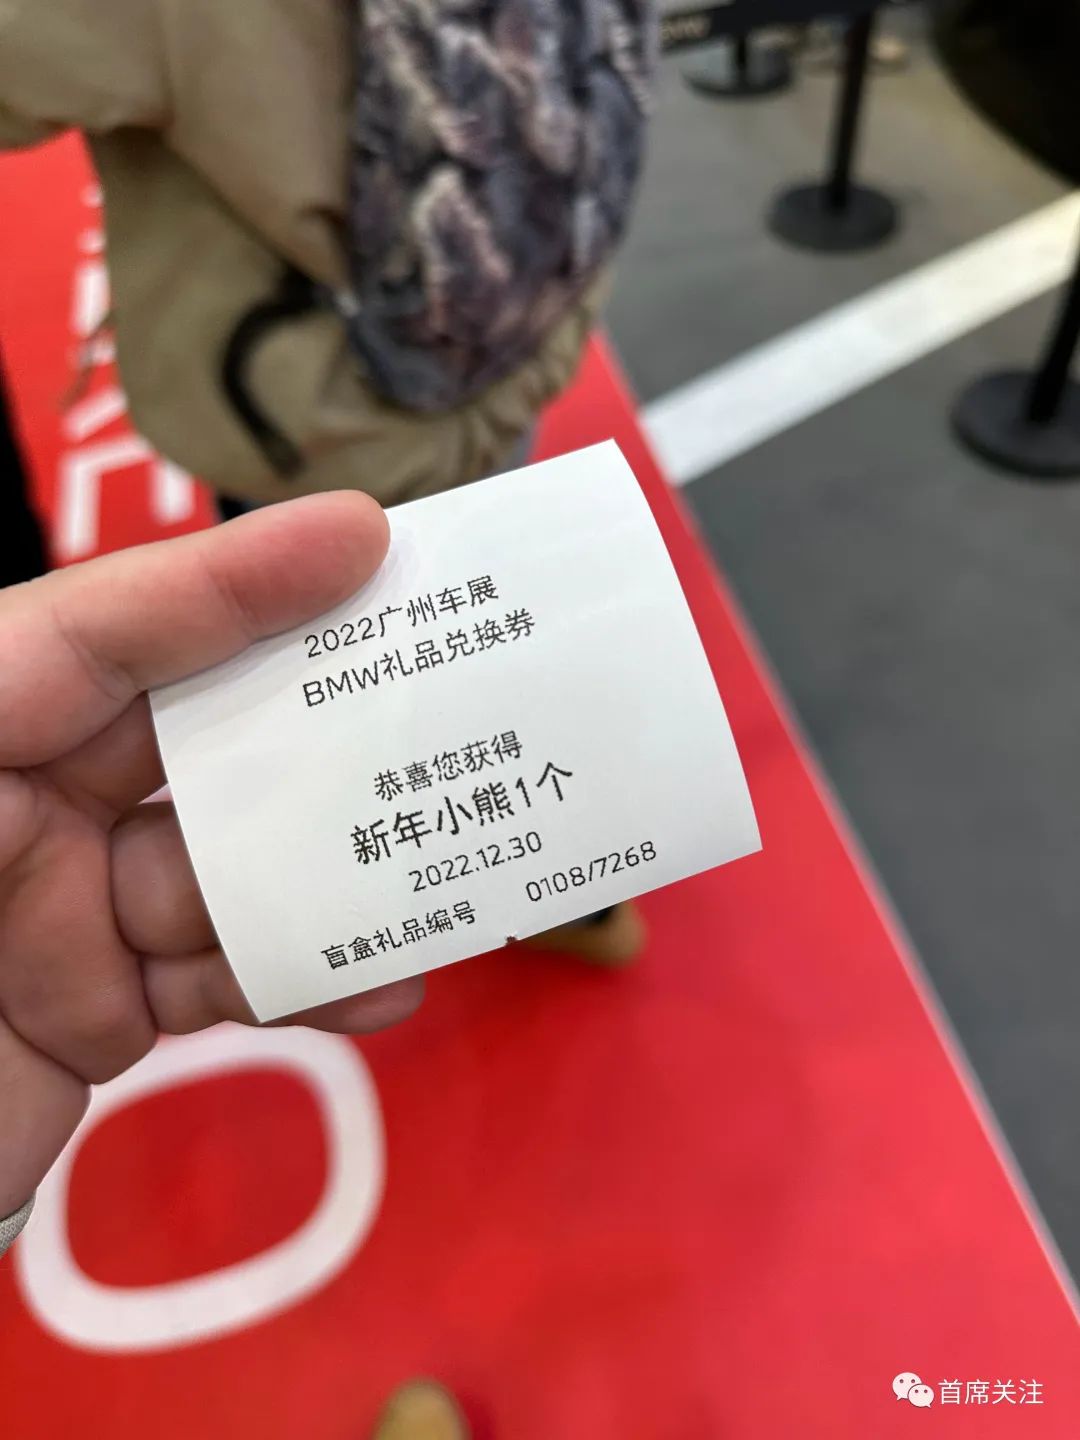 2022广州车展
BMW礼品兑换券
恭喜您获得
新年小熊1个
2022.12.30
盲盒礼品编号 0108/7268
首席关注